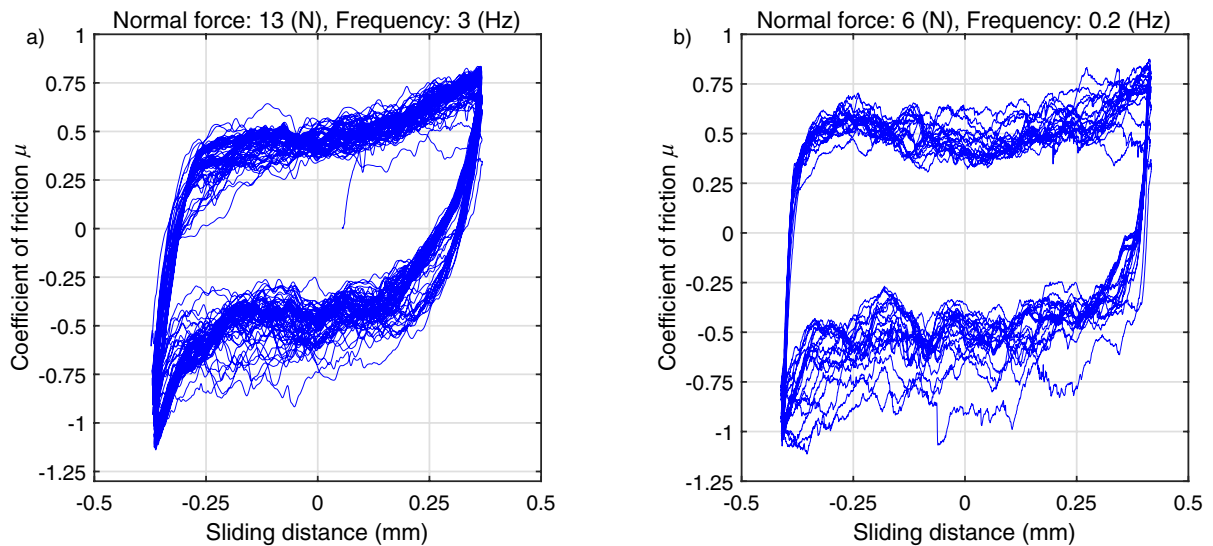 Normal force: 13 (N), Frequency: 3 (Hz)
a)
1
0.75
0.5
0.25
0
-0.25
-0.5
-0.75
-1
-1.25
Coefficient of friction μ
-0.5 -0.25 0 0.25 0.5
Sliding distance (mm)
Normal force: 6 (N), Frequency: 0.2 (Hz)
b)
1
0.75
0.5
0.25
0
-0.25
-0.5
-0.75
-1
-1.25
Coefficient of friction μ
-0.5 -0.25 0 0.25 0.5
Sliding distance (mm)